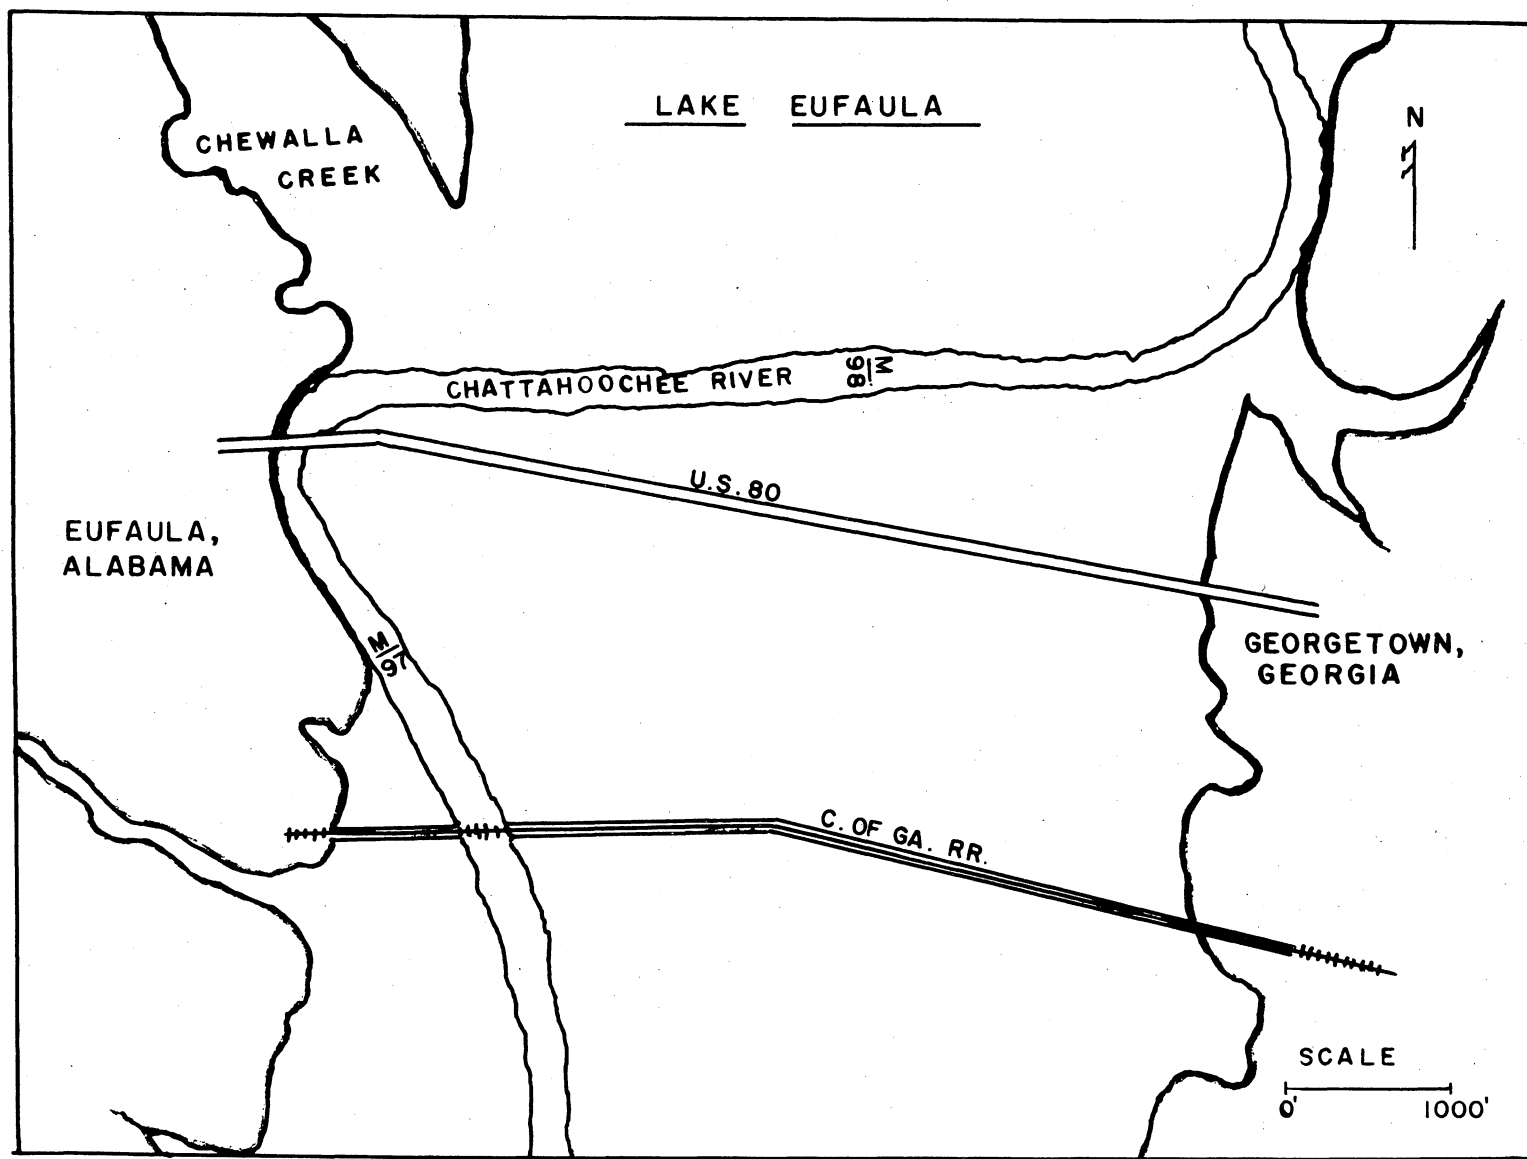 LAKE EUFAULA
N
CHEWALLA
CREEK
CHATTAHOOCHEE RIVER
M
98
U.S. 80
EUFAULA,
ALABAMA
M
97
GEORGETOWN,
GEORGIA
C. OF GA. RR.
SCALE
0' 1000'